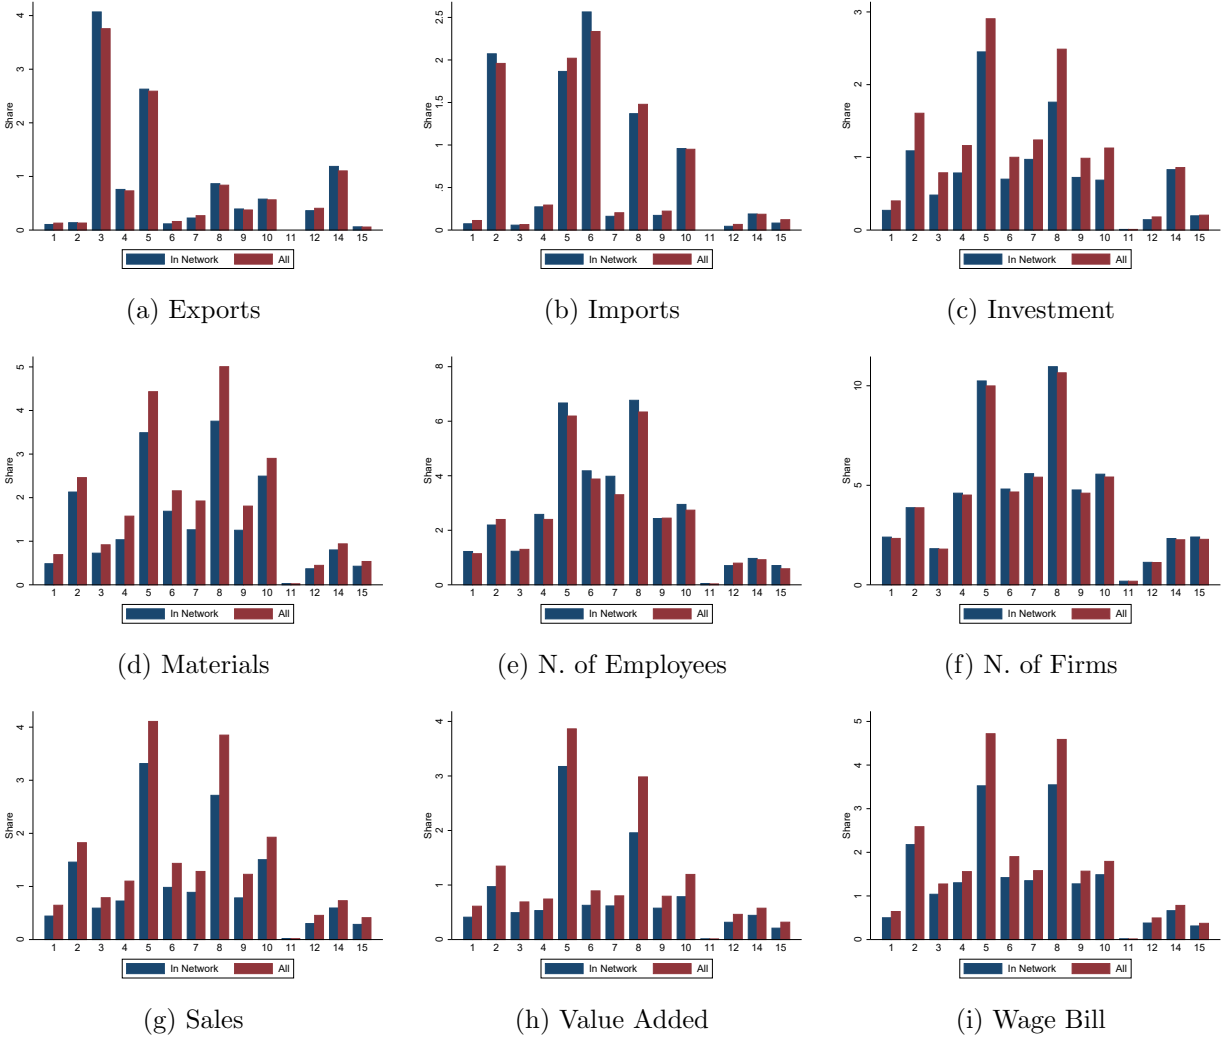 Share
4
3
2
1
0
1 2 3 4 5 6 7 8 10 11 12 14 15
In Network All
(a) Exports
Share
2.5
2
1.5
1
.5
0
1 2 3 4 5 6 7 8 9 10 11 12 14 15
In Network All
(b) Imports
Share
3
2
1
0
1 2 3 4 5 6 7 8 9 10 11 12 14 15
In Network All
(c) Investment
Share
5
4
3
2
1
0
1 2 3 4 5 6 7 8 9 10 11 12 14 15
In Network All
(d) Materials
Share
8
6
4
2
0
1 2 3 4 5 6 7 8 9 10 11 12 14 15
In Network All
(e) N. of Employees
Share
10
5
0
1 2 3 4 5 6 7 8 9 10 11 12 14 15
In Network All
(f) N. of Firms
Share
4
3
2
1
0
1 2 3 4 5 6 7 8 9 10 11 12 14 15
In Network All
(g) Sales
Share
4
3
2
1
0
1 2 3 4 5 6 7 8 9 10 11 12 14 15
In Network All
(h) Value Added
Share
5
4
3
2
1
0
1 2 3 4 5 6 7 8 9 10 11 12 14 15
In Network All
(i) Wage Bill